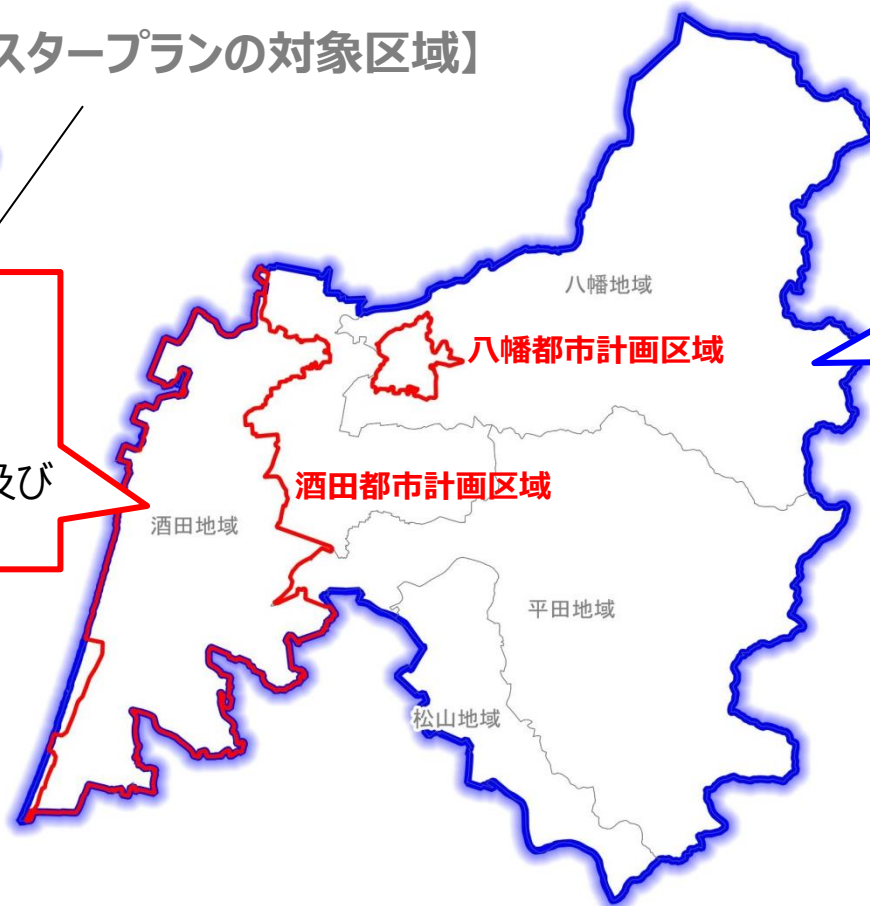 スタープランの対象区域】
八幡地域
八幡都市計画区域
及び
酒田都市計画区域
酒田地域
平田地域
松山地域